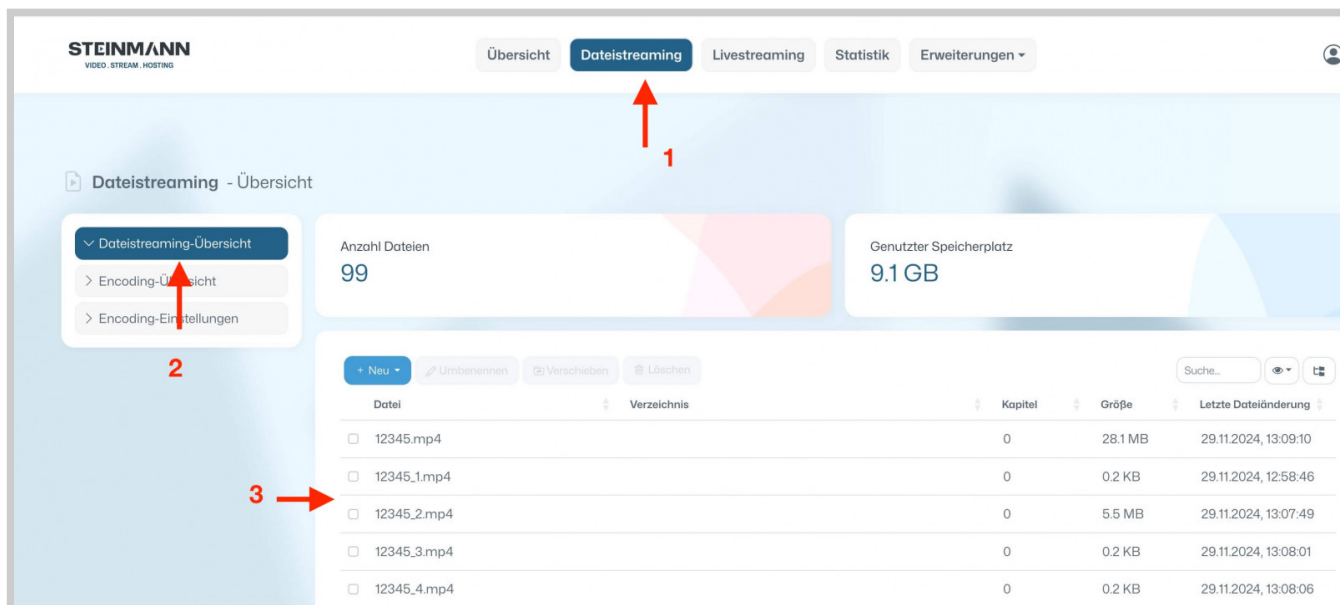 STEINMANN
VIDEO . STREAM . HOSTING
Übersicht Dateistreaming Livestreaming Statistik Erweiterungen
1
Dateistreaming - Übersicht
Dateistreaming-Übersicht
Encoding-Übersicht
Encoding-Einstellungen
2
Anzahl Dateien
99
Genutzter Speicherplatz
9.1 GB
+ Neu Umbenennen Verschieben Löschen Suche...
Datei Verzeichnis Kapitel Größe Letzte Dateiänderung
12345.mp4 0 28.1 MB 29.11.2024, 13:09:10
12345_1.mp4 0 0.2 KB 29.11.2024, 12:58:46
3
12345_2.mp4 0 5.5 MB 29.11.2024, 13:07:49
12345_3.mp4 0 0.2 KB 29.11.2024, 13:08:01
12345_4.mp4 0 0.2 KB 29.11.2024, 13:08:06